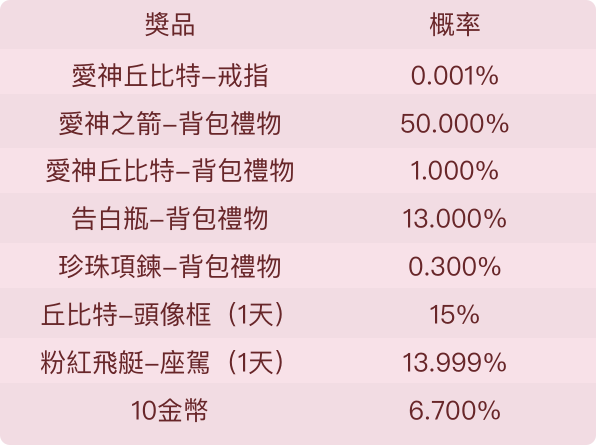 獎品 概率
愛神丘比特–戒指 0.001%
愛神之箭–背包禮物 50.000%
愛神丘比特–背包禮物 1.000%
告白瓶–背包禮物 13.000%
珍珠項鍊–背包禮物 0.300%
丘比特–頭像框（1天） 15%
粉紅飛艇–座駕（1天） 13.999%
10金幣 6.700%